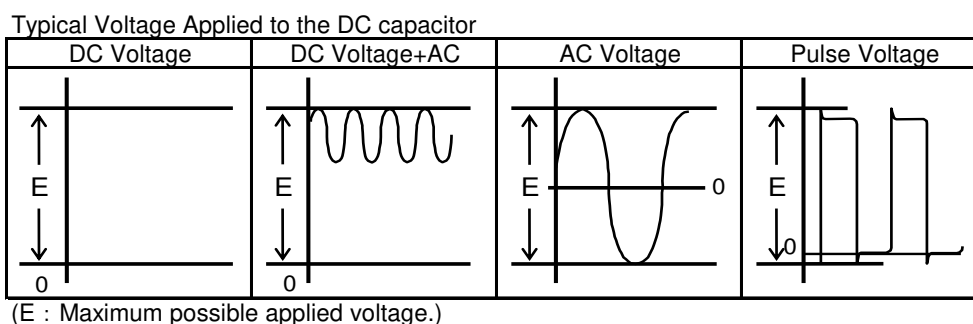 Typical Voltage Applied to the DC capacitor
DC Voltage DC Voltage+AC AC Voltage Pulse Voltage
E E E 0 E
0
0 0
(E：Maximum possible applied voltage.)